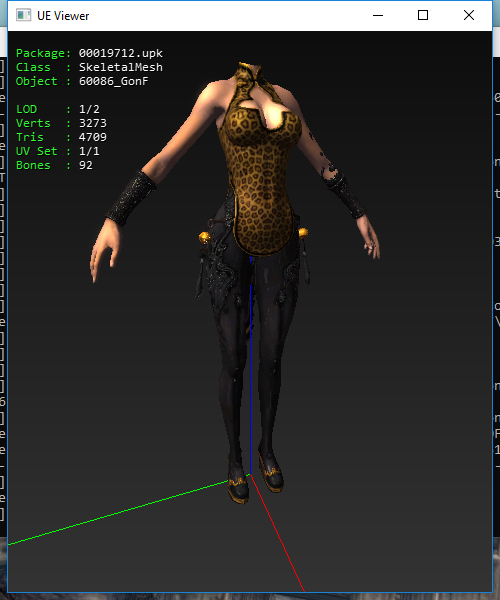 UE Viewer
Package: 00019712.upk
Class  : SkeletalMesh
Object : 60086_GonF
LOD    : 1/2
Verts  : 3273
Tris   : 4709
UV Set : 1/1
Bones  : 92